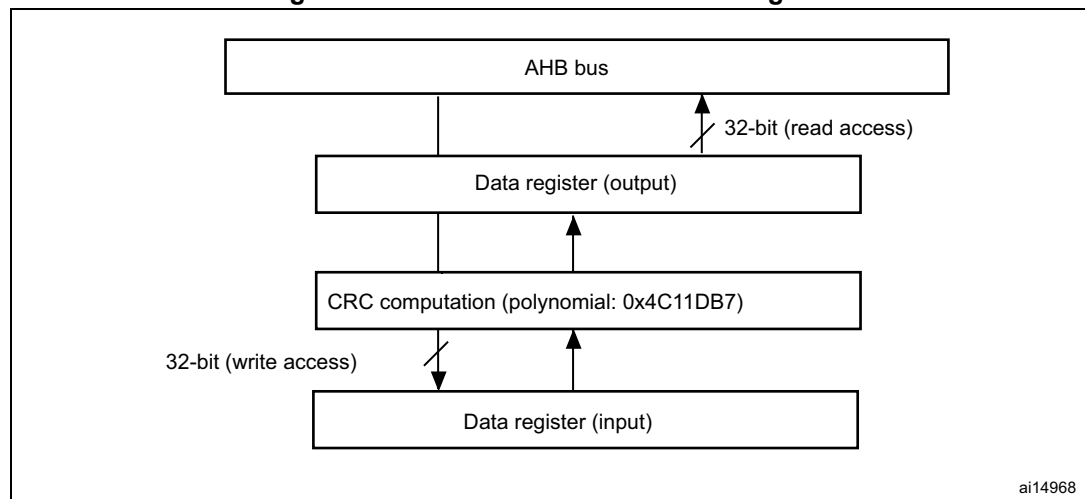 AHB bus
32-bit (read access)
Data register (output)
CRC computation (polynomial: 0x4C11DB7)
32-bit (write access)
Data register (input)
ai14968